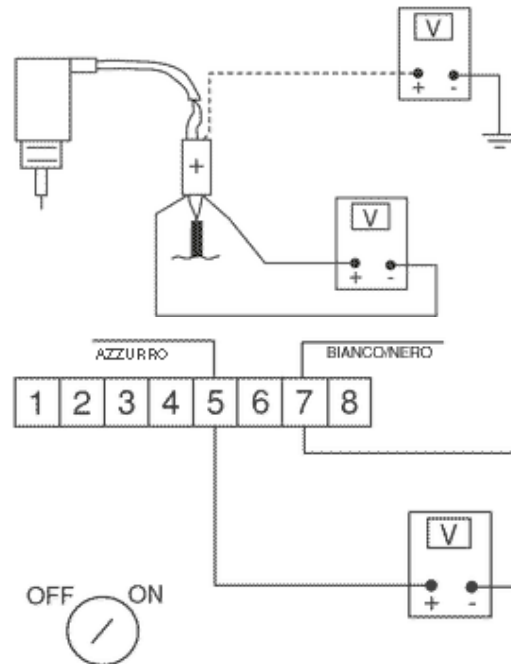 V
+ -
+
V
+ -
AZZURRO BIANCO/NERO
1 2 3 4 5 6 7 8
V
+ -
OFF ON